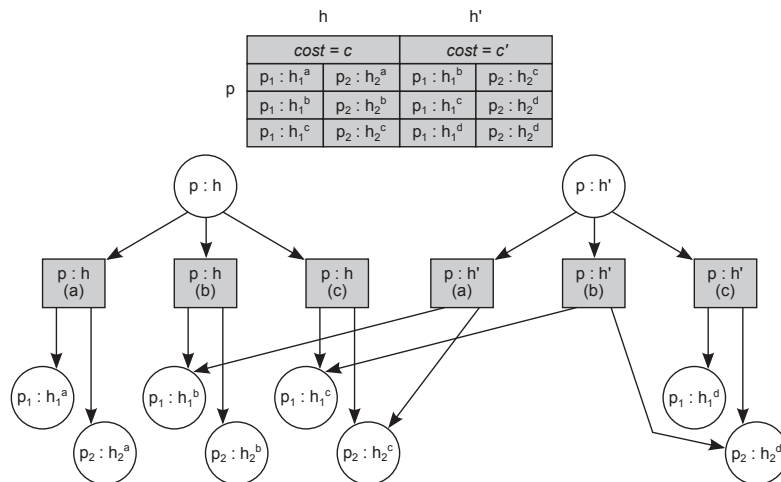 h h'
cost = c cost = c'
p
p₁ : h₁ᵃ p₂ : h₂ᵃ p₁ : h₁ᵇ p₂ : h₂ᶜ
p₁ : h₁ᵇ p₂ : h₂ᵇ p₁ : h₁ᶜ p₂ : h₂ᵈ
p₁ : h₁ᶜ p₂ : h₂ᶜ p₁ : h₁ᵈ p₂ : h₂ᵈ
p : h p : h'
p : h p : h p : h p : h' p : h' p : h'
(a) (b) (c) (a) (b) (c)
p₁ : h₁ᵃ p₁ : h₁ᵇ p₁ : h₁ᶜ p₁ : h₁ᵈ
p₂ : h₂ᵃ p₂ : h₂ᵇ p₂ : h₂ᶜ p₂ : h₂ᵈ